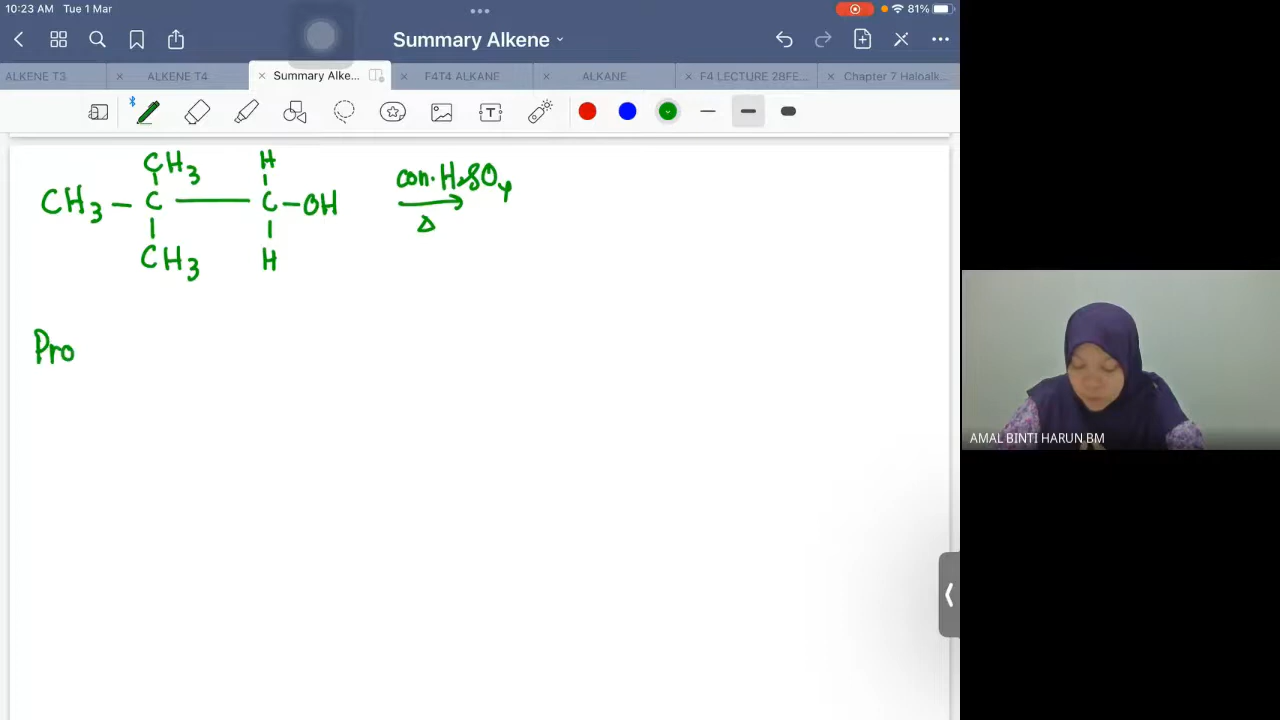 10:23 AM Tue 1 Mar
81%
Summary Alkene
ALKENE T3
ALKENE T4
Summary Alke...
F4T4 ALKANE
ALKANE
F4 LECTURE 28FE...
Chapter 7 Haloalk...
T
CH3 H
CH3 — C — C — OH con. H2SO4
Δ
CH3 H
Pro
AMAL BINTI HARUN BM